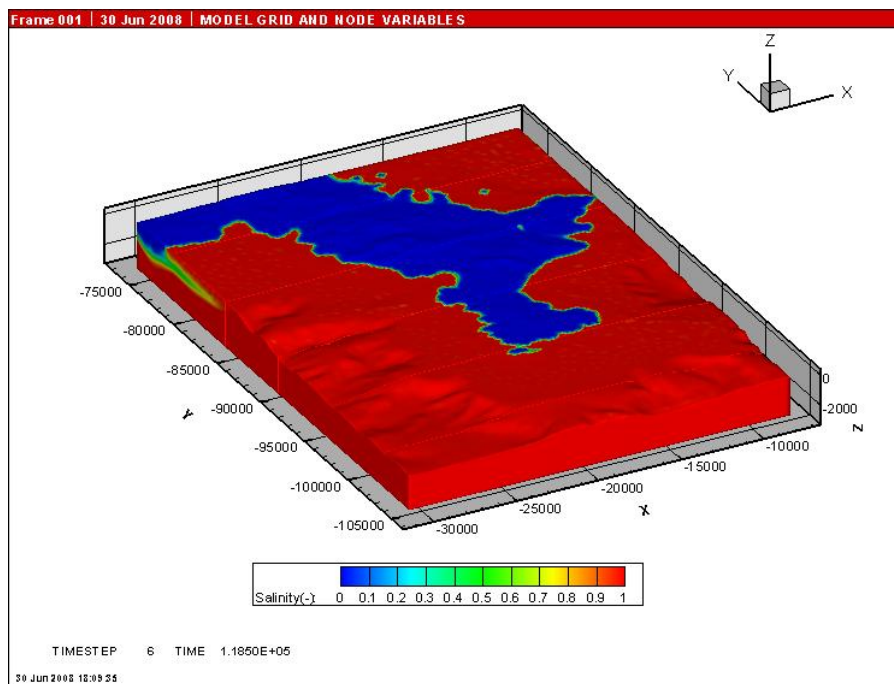 Frame 001 | 30 Jun 2008 | MODEL GRID AND NODE VARIABLES
Z
Y
X
-75000
-80000
-85000
-90000
-95000
-100000
-105000
Y
0
-2000
Z
-10000
-15000
-20000
-25000
-30000
X
Salinity(-): 0 0.1 0.2 0.3 0.4 0.5 0.6 0.7 0.8 0.9 1
TIMESTEP 6 TIME 1.1850E+05
30 Jun 2008 18:09:35